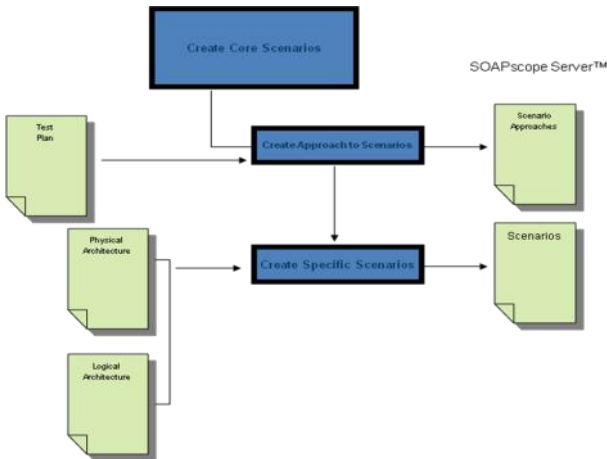 Create Core Scenarios
SOAPscope Server™
Test
Plan
Scenario
Approaches
Create Approach to Scenarios
Physical
Architecture
Scenarios
Create Specific Scenarios
Logical
Architecture